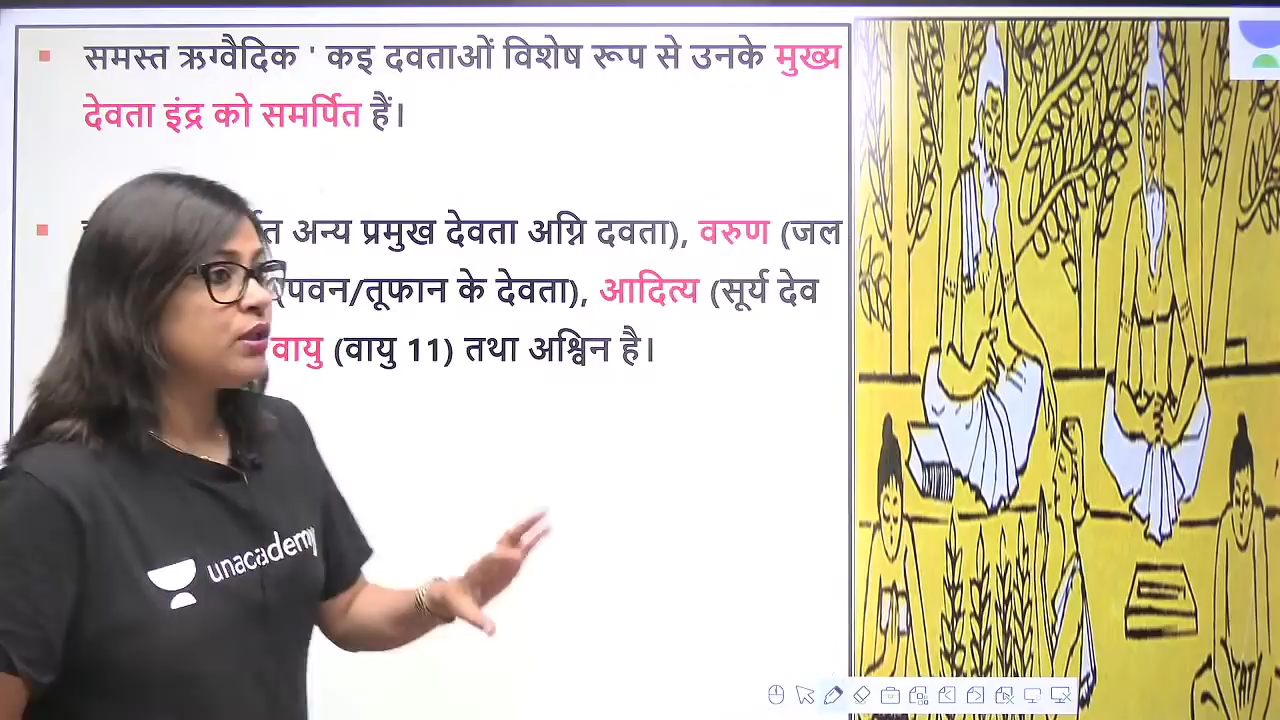 समस्त ऋग्वैदिक ' कइ दवताओं विशेष रूप से उनके मुख्य
देवता इंद्र को समर्पित हैं।
अन्य प्रमुख देवता अग्नि दवता), वरुण (जल
(पवन/तूफान के देवता), आदित्य (सूर्य देव
वायु (वायु 11) तथा अश्विन है।
unacademy